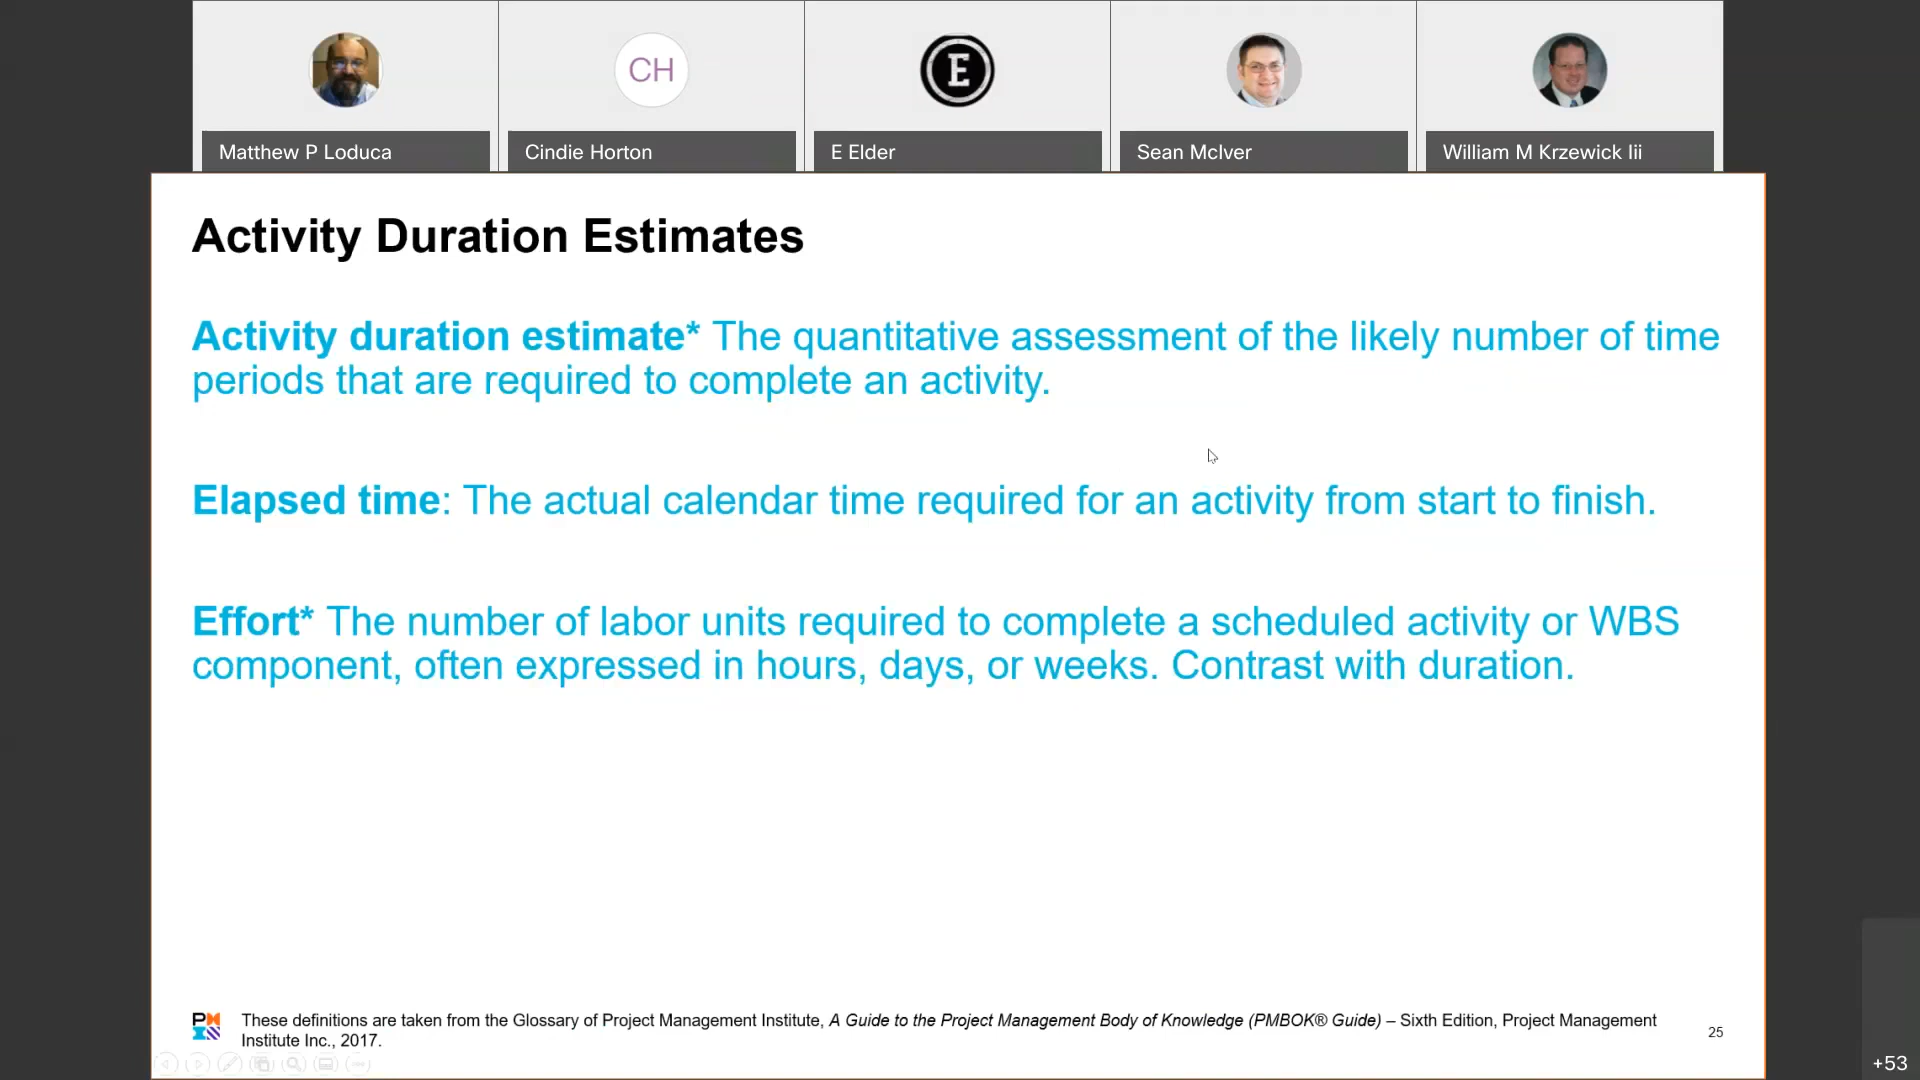 CH
E
Matthew P Loduca
Cindie Horton
E Elder
Sean McIver
William M Krzewick Iii
Activity Duration Estimates
Activity duration estimate* The quantitative assessment of the likely number of time
periods that are required to complete an activity.
Elapsed time: The actual calendar time required for an activity from start to finish.
Effort* The number of labor units required to complete a scheduled activity or WBS
component, often expressed in hours, days, or weeks. Contrast with duration.
These definitions are taken from the Glossary of Project Management Institute, A Guide to the Project Management Body of Knowledge (PMBOK® Guide) – Sixth Edition, Project Management
Institute Inc., 2017.
25
+53